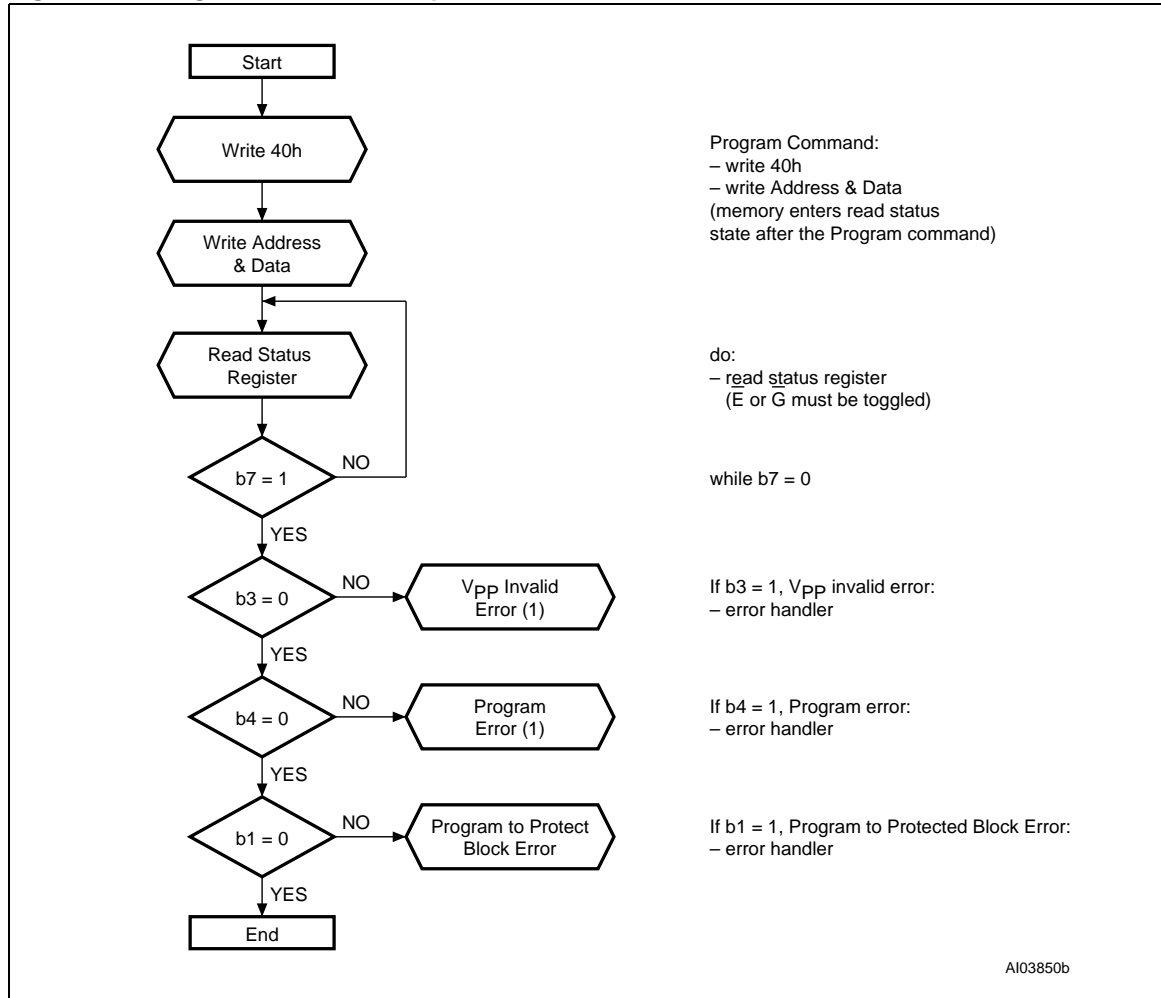 Start
Write 40h
Program Command:
– write 40h
– write Address & Data
(memory enters read status
state after the Program command)
Write Address
& Data
Read Status
Register
do:
– read status register
(E̅ or G̅ must be toggled)
b7 = 1
NO
while b7 = 0
YES
b3 = 0
NO
VPP Invalid
Error (1)
If b3 = 1, VPP invalid error:
– error handler
YES
b4 = 0
NO
Program
Error (1)
If b4 = 1, Program error:
– error handler
YES
b1 = 0
NO
Program to Protect
Block Error
If b1 = 1, Program to Protected Block Error:
– error handler
YES
End
AI03850b